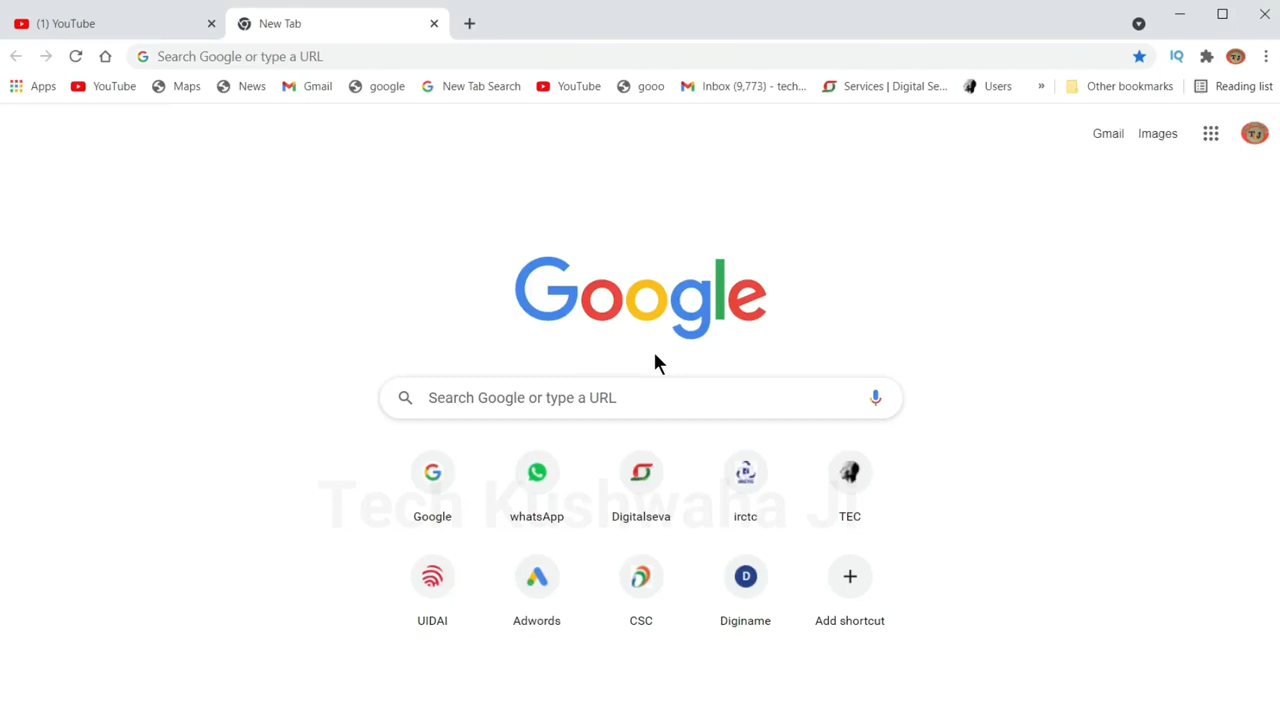 (1) YouTube
New Tab
Search Google or type a URL
Apps YouTube Maps News Gmail google New Tab Search YouTube gooo Inbox (9,773) - tech... Services | Digital Se... Users » Other bookmarks Reading list
Gmail Images
Google
Search Google or type a URL
Tech Kushwaha Ji
Google whatsApp Digitalseva irctc TEC
D
UIDAI Adwords CSC Diginame Add shortcut